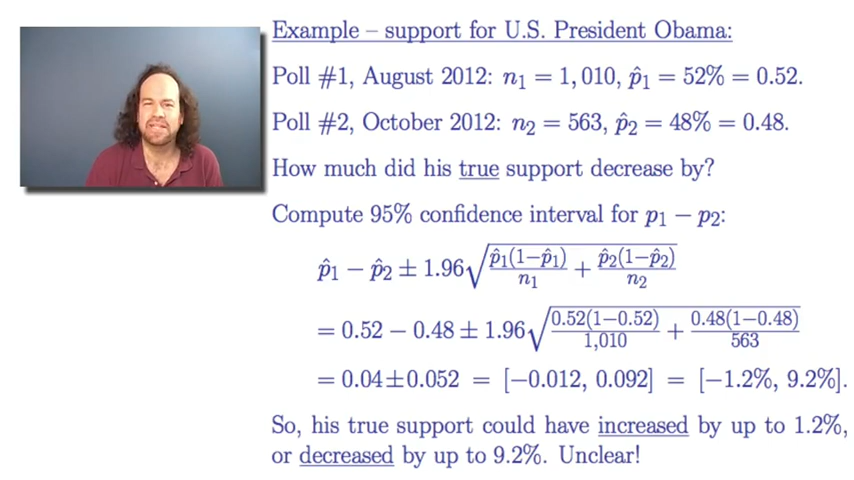 Example – support for U.S. President Obama:
Poll #1, August 2012: n₁ = 1,010, p̂₁ = 52% = 0.52.
Poll #2, October 2012: n₂ = 563, p̂₂ = 48% = 0.48.
How much did his true support decrease by?
Compute 95% confidence interval for p₁ − p₂:
p̂₁ − p̂₂ ± 1.96√(p̂₁(1−p̂₁)/n₁ + p̂₂(1−p̂₂)/n₂)
= 0.52 − 0.48 ± 1.96√(0.52(1−0.52)/1,010 + 0.48(1−0.48)/563)
= 0.04±0.052 = [−0.012, 0.092] = [−1.2%, 9.2%].
So, his true support could have increased by up to 1.2%,
or decreased by up to 9.2%. Unclear!